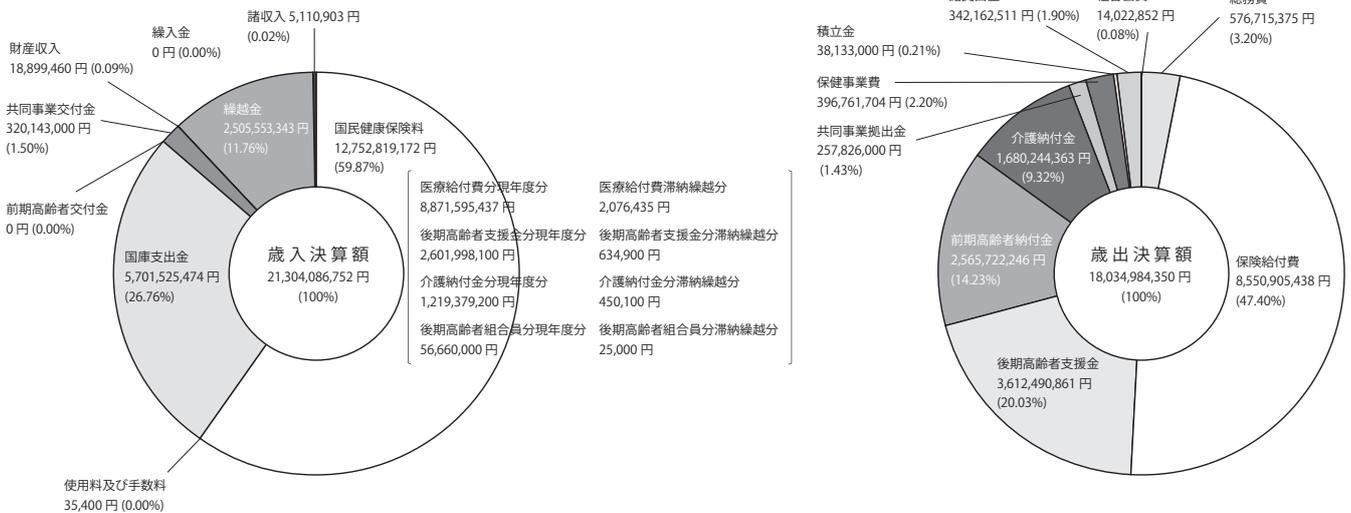 諸収入 5,110,903 円
(0.02%)
繰入金
0 円 (0.00%)
財産収入
18,899,460 円 (0.09%)
共同事業交付金
320,143,000 円
(1.50%)
前期高齢者交付金
0 円 (0.00%)
繰越金
2,505,553,343 円
(11.76%)
国民健康保険料
12,752,819,172 円
(59.87%)
医療給付費分現年度分
8,871,595,437 円
後期高齢者支援金分現年度分
2,601,998,100 円
介護納付金分現年度分
1,219,379,200 円
後期高齢者組合員分現年度分
56,660,000 円
医療給付費滞納繰越分
2,076,435 円
後期高齢者支援金分滞納繰越分
634,900 円
介護納付金分滞納繰越分
450,100 円
後期高齢者組合員分滞納繰越分
25,000 円
国庫支出金
5,701,525,474 円
(26.76%)
歳入決算額
21,304,086,752 円
(100%)
使用料及び手数料
35,400 円 (0.00%)
342,162,511 円 (1.90%)
14,022,852 円
(0.08%)
576,715,375 円
(3.20%)
積立金
38,133,000 円 (0.21%)
保健事業費
396,761,704 円 (2.20%)
共同事業拠出金
257,826,000 円
(1.43%)
介護納付金
1,680,244,363 円
(9.32%)
前期高齢者納付金
2,565,722,246 円
(14.23%)
歳出決算額
18,034,984,350 円
(100%)
保険給付費
8,550,905,438 円
(47.40%)
後期高齢者支援金
3,612,490,861 円
(20.03%)